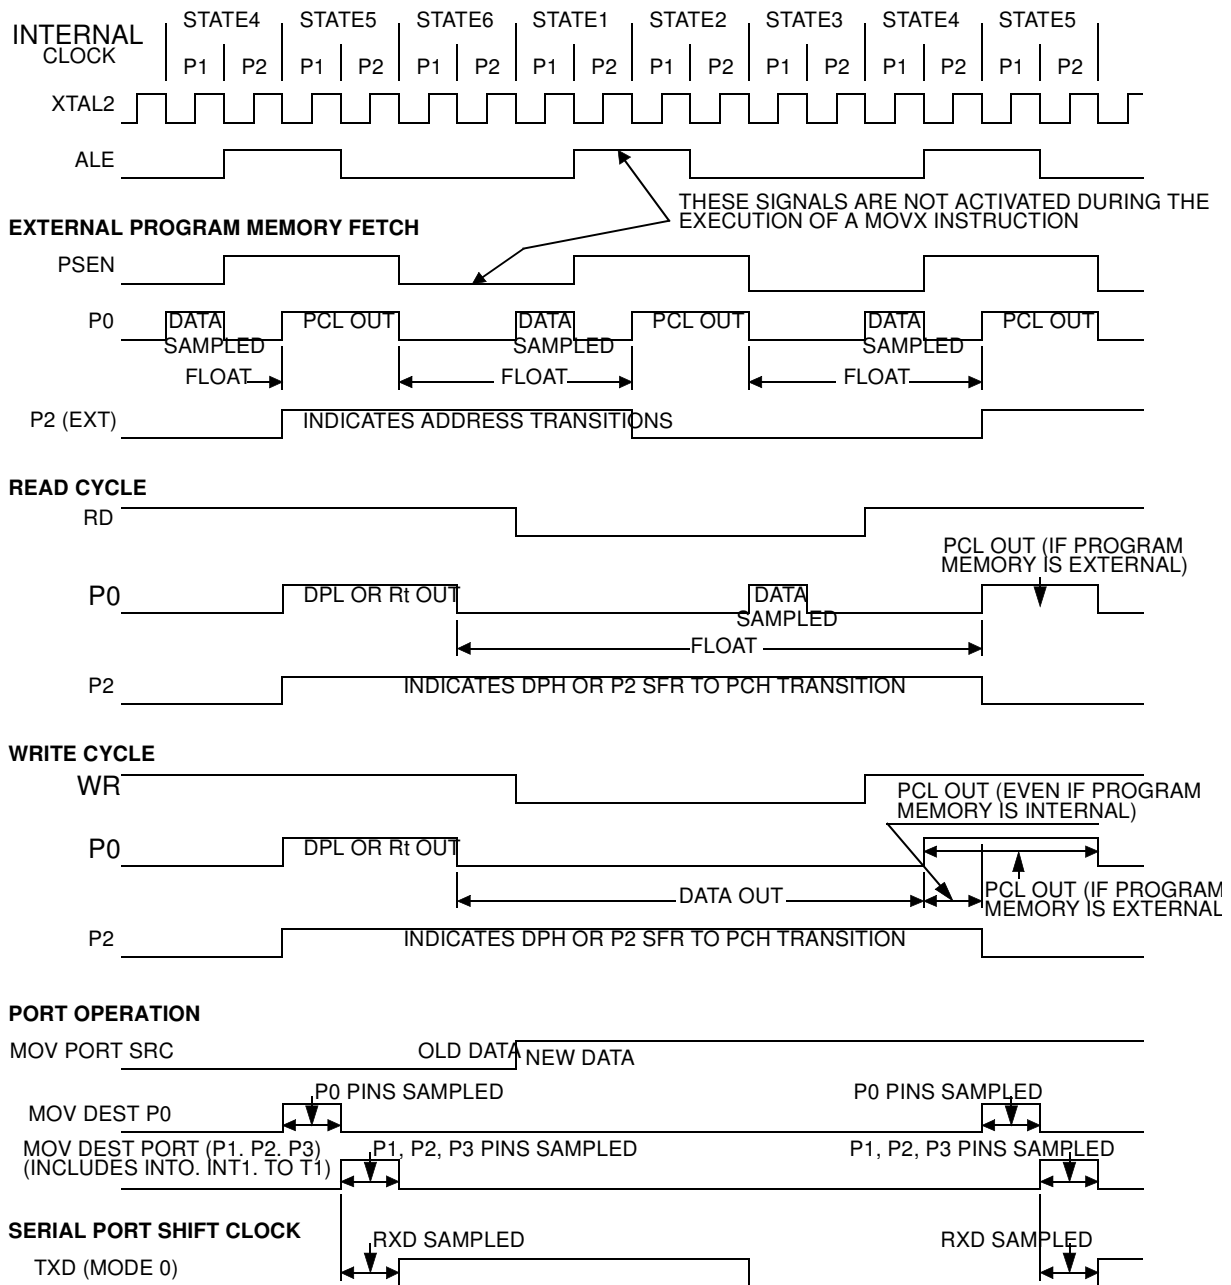 STATE4 STATE5 STATE6 STATE1 STATE2 STATE3 STATE4 STATE5
INTERNAL
CLOCK
P1 P2 P1 P2 P1 P2 P1 P2 P1 P2 P1 P2 P1 P2 P1 P2
XTAL2
ALE
THESE SIGNALS ARE NOT ACTIVATED DURING THE
EXECUTION OF A MOVX INSTRUCTION
EXTERNAL PROGRAM MEMORY FETCH
PSEN
P0 DATA PCL OUT DATA PCL OUT DATA PCL OUT
SAMPLED SAMPLED SAMPLED
FLOAT FLOAT FLOAT
P2 (EXT) INDICATES ADDRESS TRANSITIONS
READ CYCLE
RD
PCL OUT (IF PROGRAM
MEMORY IS EXTERNAL)
P0 DPL OR Rt OUT DATA
SAMPLED
FLOAT
P2 INDICATES DPH OR P2 SFR TO PCH TRANSITION
WRITE CYCLE
WR
PCL OUT (EVEN IF PROGRAM
MEMORY IS INTERNAL)
P0 DPL OR Rt OUT
DATA OUT
PCL OUT (IF PROGRAM
MEMORY IS EXTERNAL
P2 INDICATES DPH OR P2 SFR TO PCH TRANSITION
PORT OPERATION
MOV PORT SRC OLD DATA NEW DATA
P0 PINS SAMPLED P0 PINS SAMPLED
MOV DEST P0
MOV DEST PORT (P1. P2. P3) P1, P2, P3 PINS SAMPLED P1, P2, P3 PINS SAMPLED
(INCLUDES INTO. INT1. TO T1)
SERIAL PORT SHIFT CLOCK
RXD SAMPLED RXD SAMPLED
TXD (MODE 0)